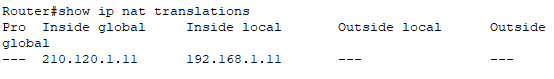 Router#show ip nat translations
Pro  Inside global     Inside local       Outside local      Outside
global
---  210.120.1.11      192.168.1.11       ---                ---